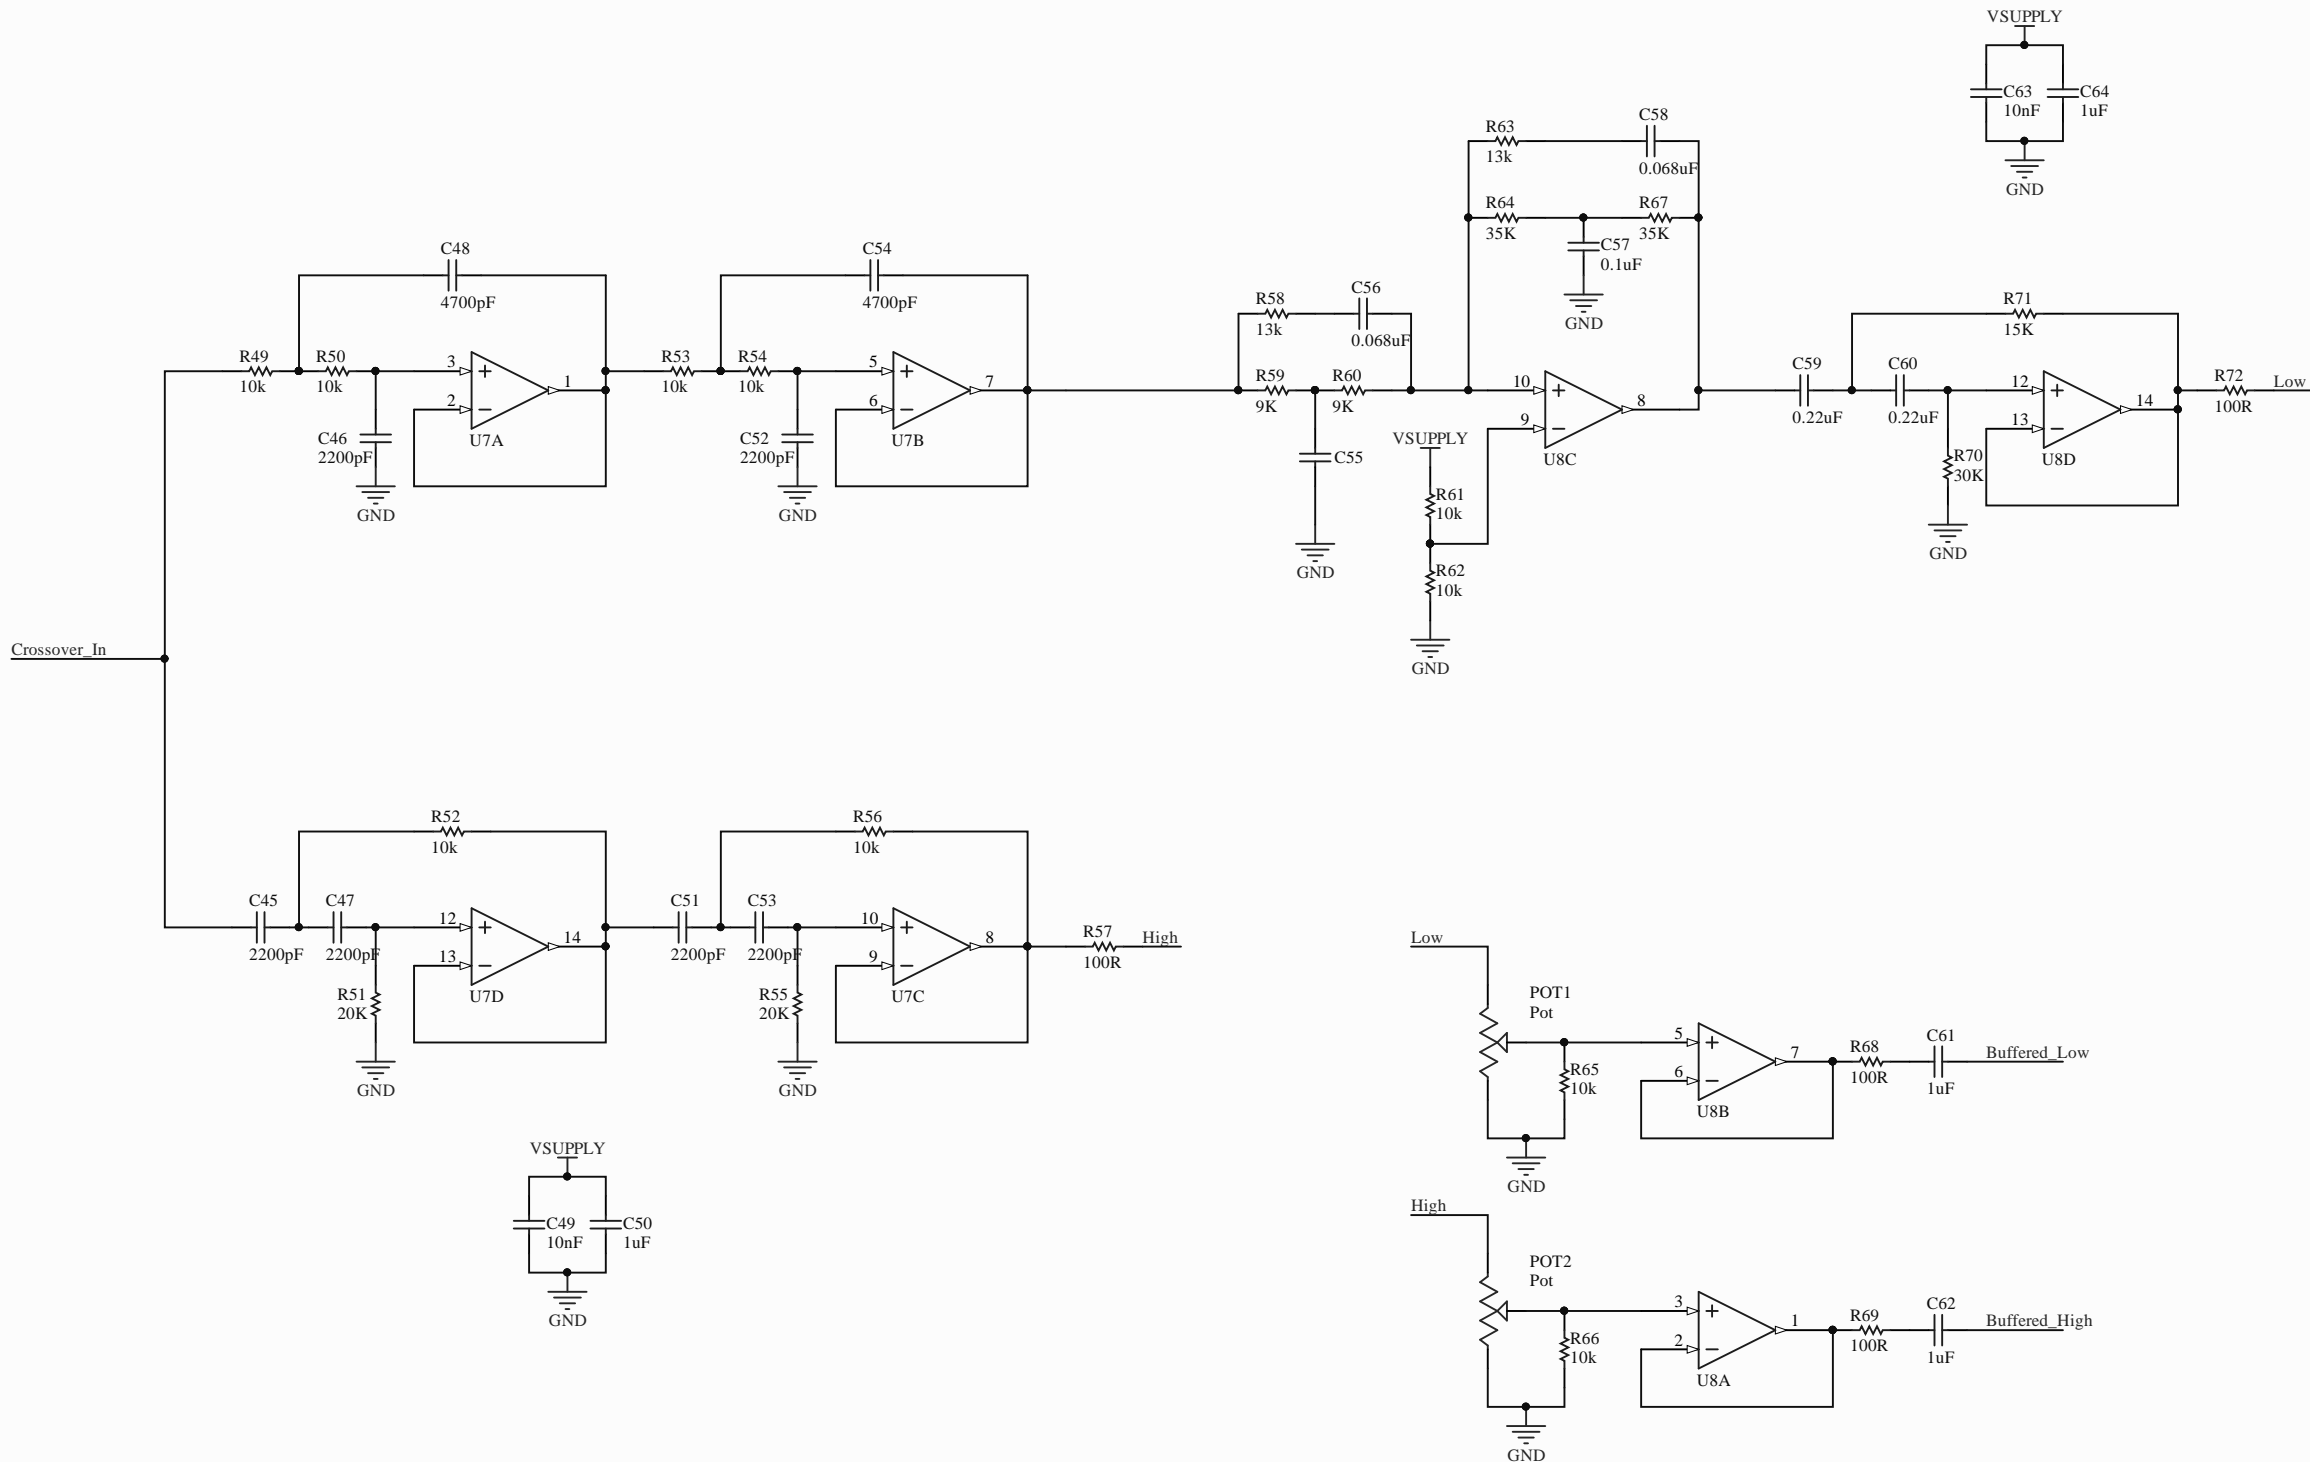 VSUPPLY
C63
10nF
C64
1uF
GND
R63
13k
C58
0.068uF
R64
35K
R67
35K
C57
0.1uF
GND
C48
4700pF
C54
4700pF
R58
13k
C56
0.068uF
R71
15K
R49
10k
R50
10k
3
2
1
U7A
C46
2200pF
GND
R53
10k
R54
10k
5
6
7
U7B
C52
2200pF
GND
R59
9K
R60
9K
C55
GND
VSUPPLY
R61
10k
R62
10k
GND
10
9
8
U8C
C59
0.22uF
C60
0.22uF
12
13
14
U8D
R70
30K
GND
R72
100R
Low
Crossover_In
R52
10k
R56
10k
C45
2200pF
C47
2200pF
12
13
14
U7D
R51
20K
GND
C51
2200pF
C53
2200pF
10
9
8
U7C
R55
20K
GND
R57
100R
High
Low
POT1
Pot
R65
10k
GND
5
6
7
U8B
R68
100R
C61
1uF
Buffered_Low
VSUPPLY
C49
10nF
C50
1uF
GND
High
POT2
Pot
R66
10k
GND
3
2
1
U8A
R69
100R
C62
1uF
Buffered_High